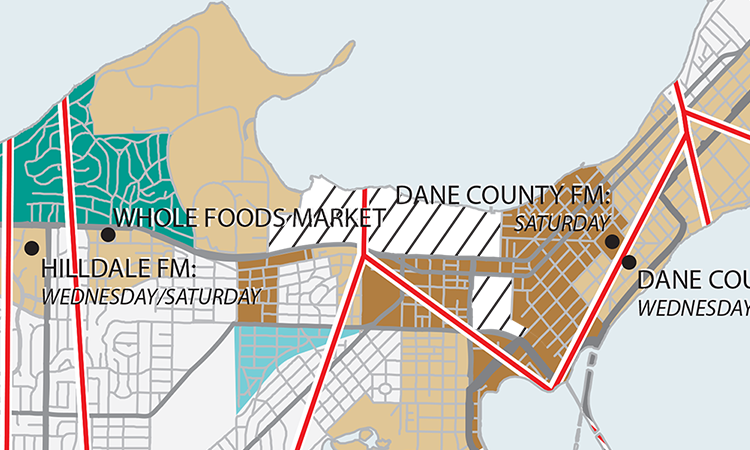 DANE COUNTY FM:
SATURDAY
WHOLE FOODS MARKET
HILLDALE FM:
WEDNESDAY/SATURDAY
DANE COU
WEDNESDAY